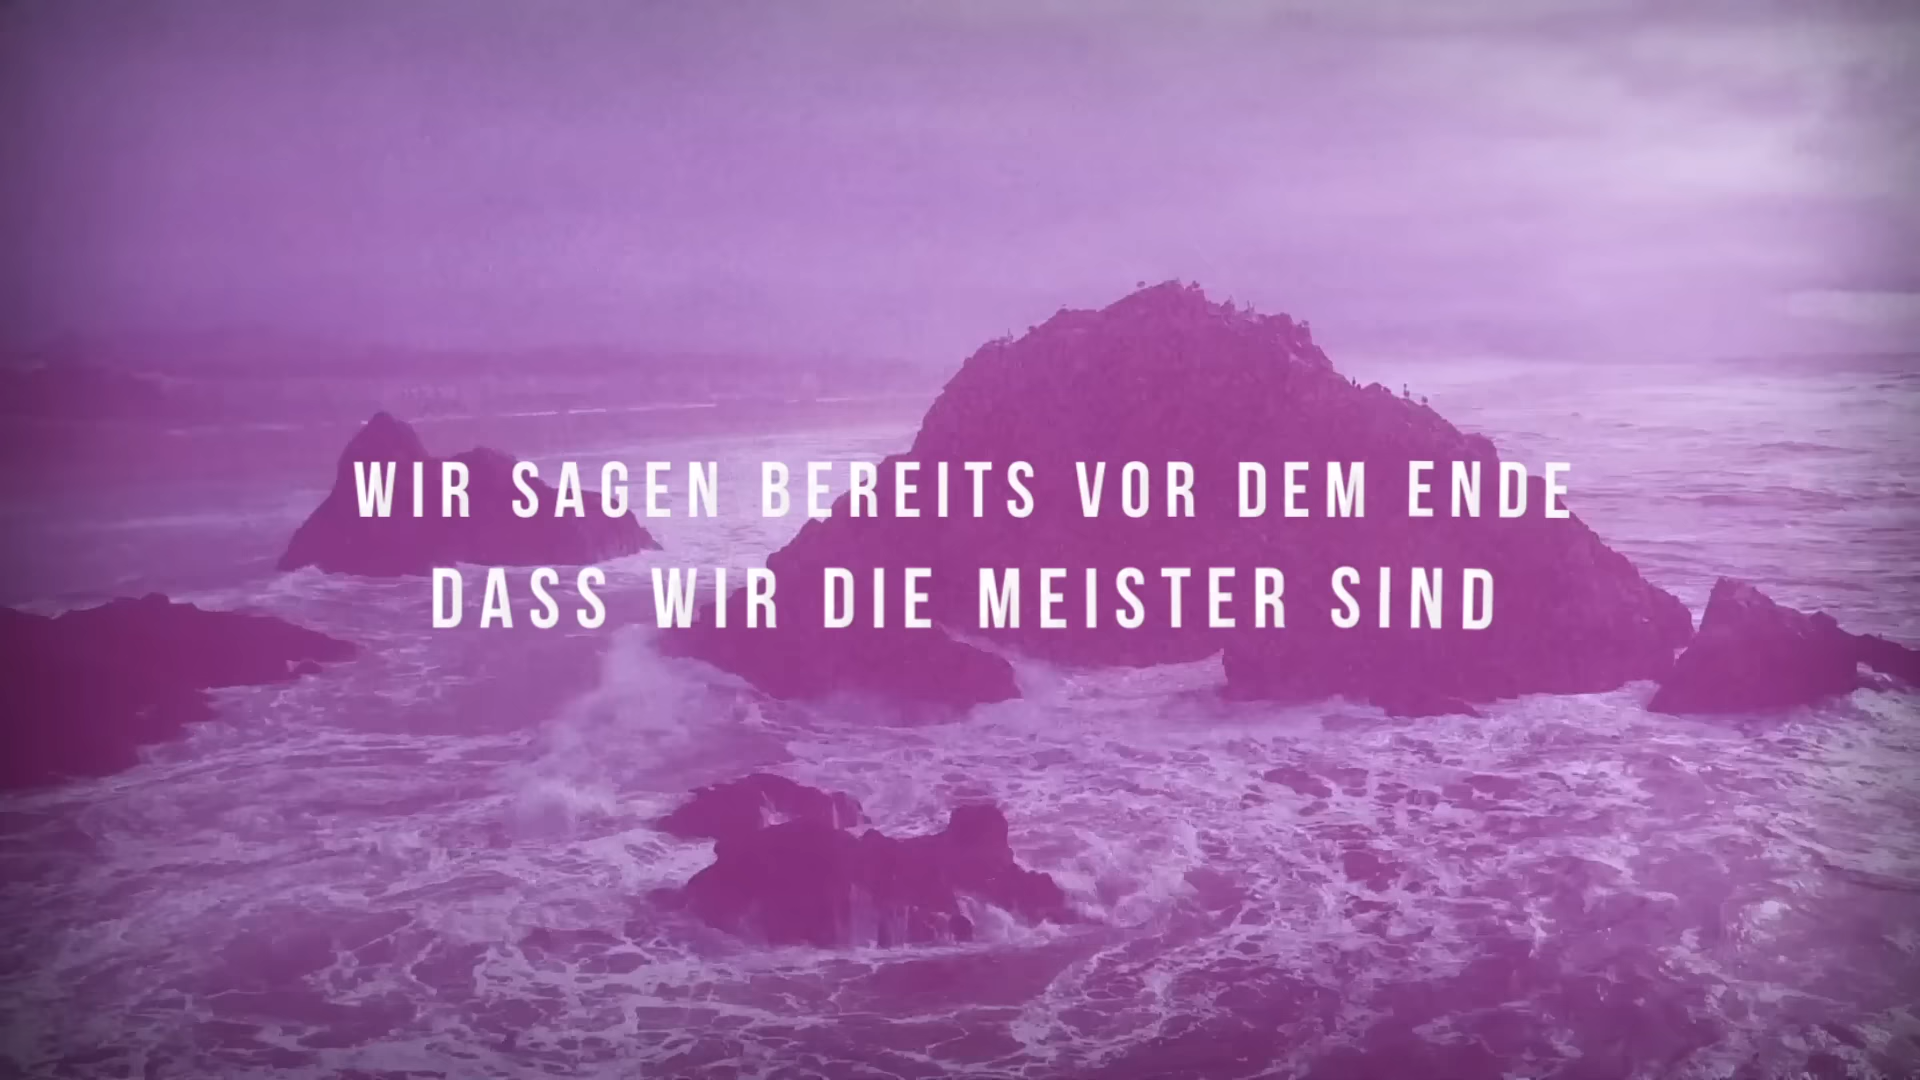 WIR SAGEN BEREITS VOR DEM ENDE
DASS WIR DIE MEISTER SIND